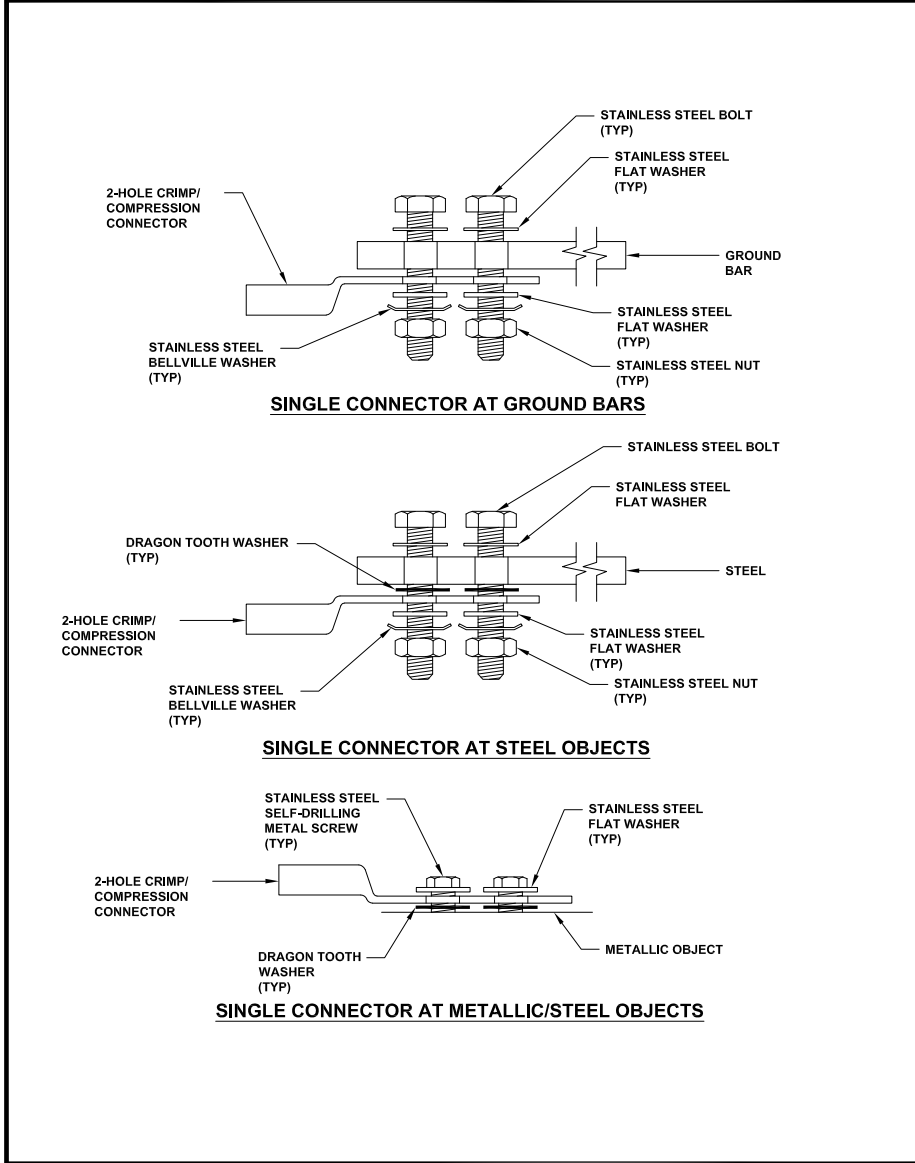 STAINLESS STEEL BOLT
(TYP)
STAINLESS STEEL
FLAT WASHER
(TYP)
2-HOLE CRIMP/
COMPRESSION
CONNECTOR
GROUND
BAR
STAINLESS STEEL
FLAT WASHER
(TYP)
STAINLESS STEEL
BELLVILLE WASHER
(TYP)
STAINLESS STEEL NUT
(TYP)
SINGLE CONNECTOR AT GROUND BARS
STAINLESS STEEL BOLT
STAINLESS STEEL
FLAT WASHER
DRAGON TOOTH WASHER
(TYP)
STEEL
2-HOLE CRIMP/
COMPRESSION
CONNECTOR
STAINLESS STEEL
FLAT WASHER
(TYP)
STAINLESS STEEL
BELLVILLE WASHER
(TYP)
STAINLESS STEEL NUT
(TYP)
SINGLE CONNECTOR AT STEEL OBJECTS
STAINLESS STEEL
SELF-DRILLING
METAL SCREW
(TYP)
STAINLESS STEEL
FLAT WASHER
(TYP)
2-HOLE CRIMP/
COMPRESSION
CONNECTOR
DRAGON TOOTH
WASHER
(TYP)
METALLIC OBJECT
SINGLE CONNECTOR AT METALLIC/STEEL OBJECTS